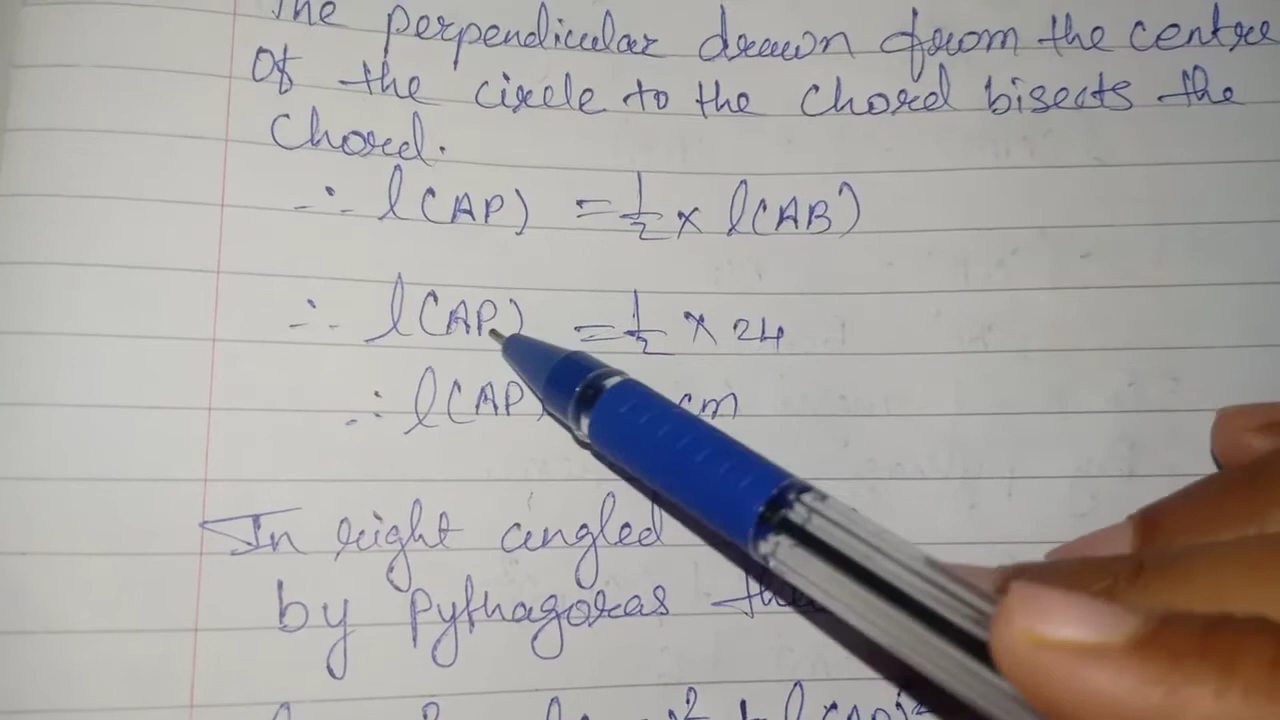 The perpendicular drawn from the centre
Of the circle to the chord bisects the
Chord.
∴ l(AP) = 1/2 × l(AB)
∴ l(AP) = 1/2 × 24
∴ l(AP) cm
In right angled
by Pythagoras